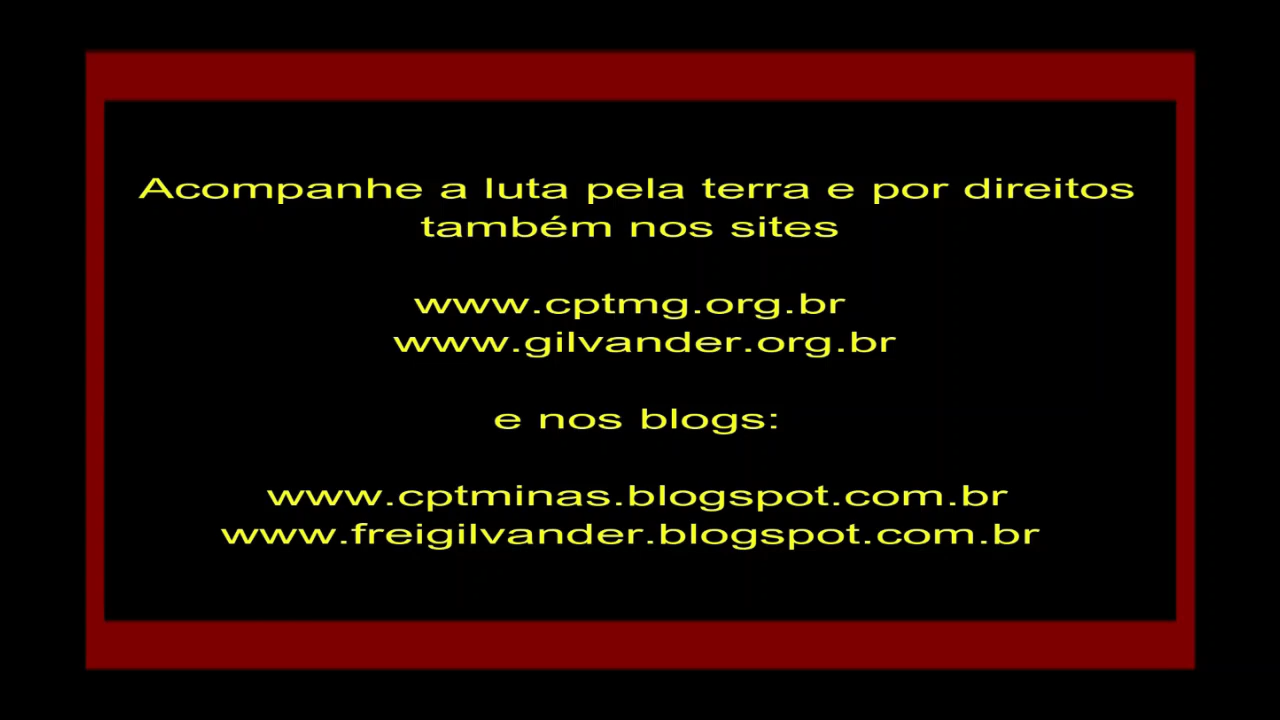 Acompanhe a luta pela terra e por direitos
também nos sites
www.cptmg.org.br
www.gilvander.org.br
e nos blogs:
www.cptminas.blogspot.com.br
www.freigilvander.blogspot.com.br